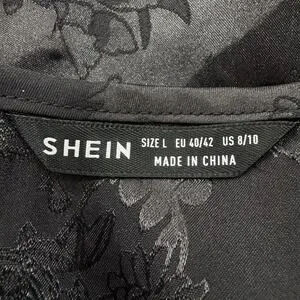 SHEIN
SIZE L EU 40/42 US 8/10
MADE IN CHINA